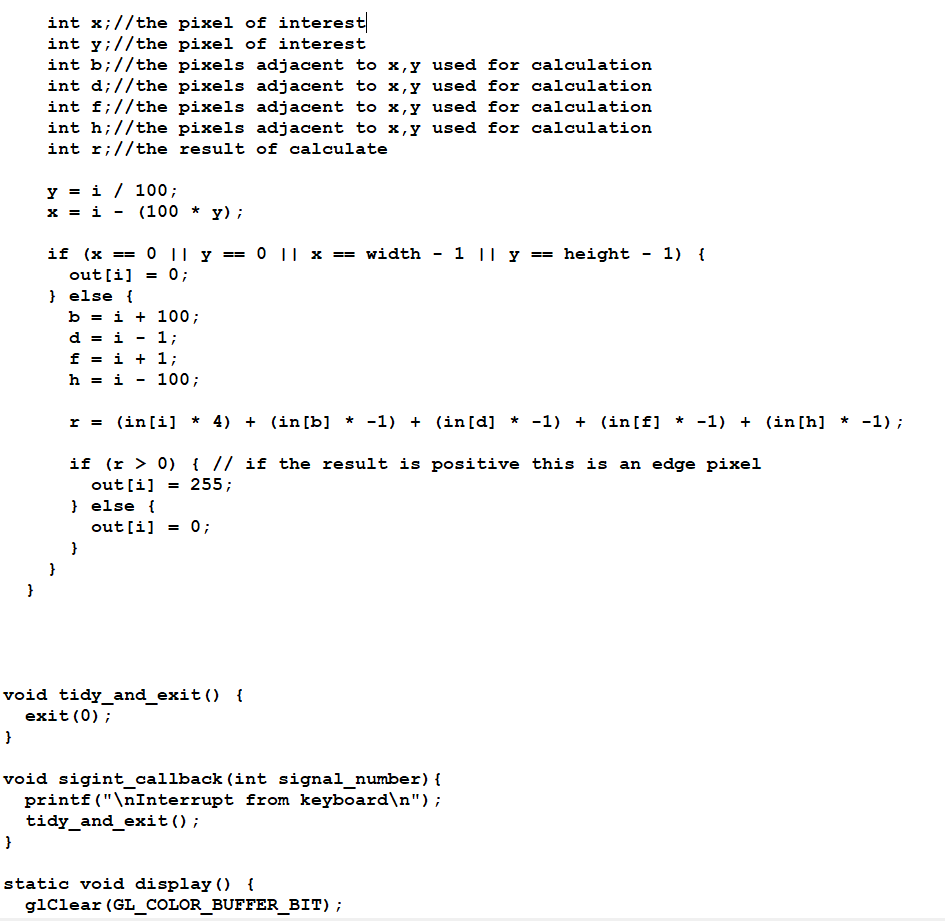 int x;//the pixel of interest
int y;//the pixel of interest
int b;//the pixels adjacent to x,y used for calculation
int d;//the pixels adjacent to x,y used for calculation
int f;//the pixels adjacent to x,y used for calculation
int h;//the pixels adjacent to x,y used for calculation
int r;//the result of calculate
y = i / 100;
x = i - (100 * y);
if (x == 0 || y == 0 || x == width - 1 || y == height - 1) {
out[i] = 0;
} else {
b = i + 100;
d = i - 1;
f = i + 1;
h = i - 100;
r = (in[i] * 4) + (in[b] * -1) + (in[d] * -1) + (in[f] * -1) + (in[h] * -1);
if (r > 0) { // if the result is positive this is an edge pixel
out[i] = 255;
} else {
out[i] = 0;
}
}
}
void tidy_and_exit() {
exit(0);
}
void sigint_callback(int signal_number){
printf("\nInterrupt from keyboard\n");
tidy_and_exit();
}
static void display() {
glClear(GL_COLOR_BUFFER_BIT);